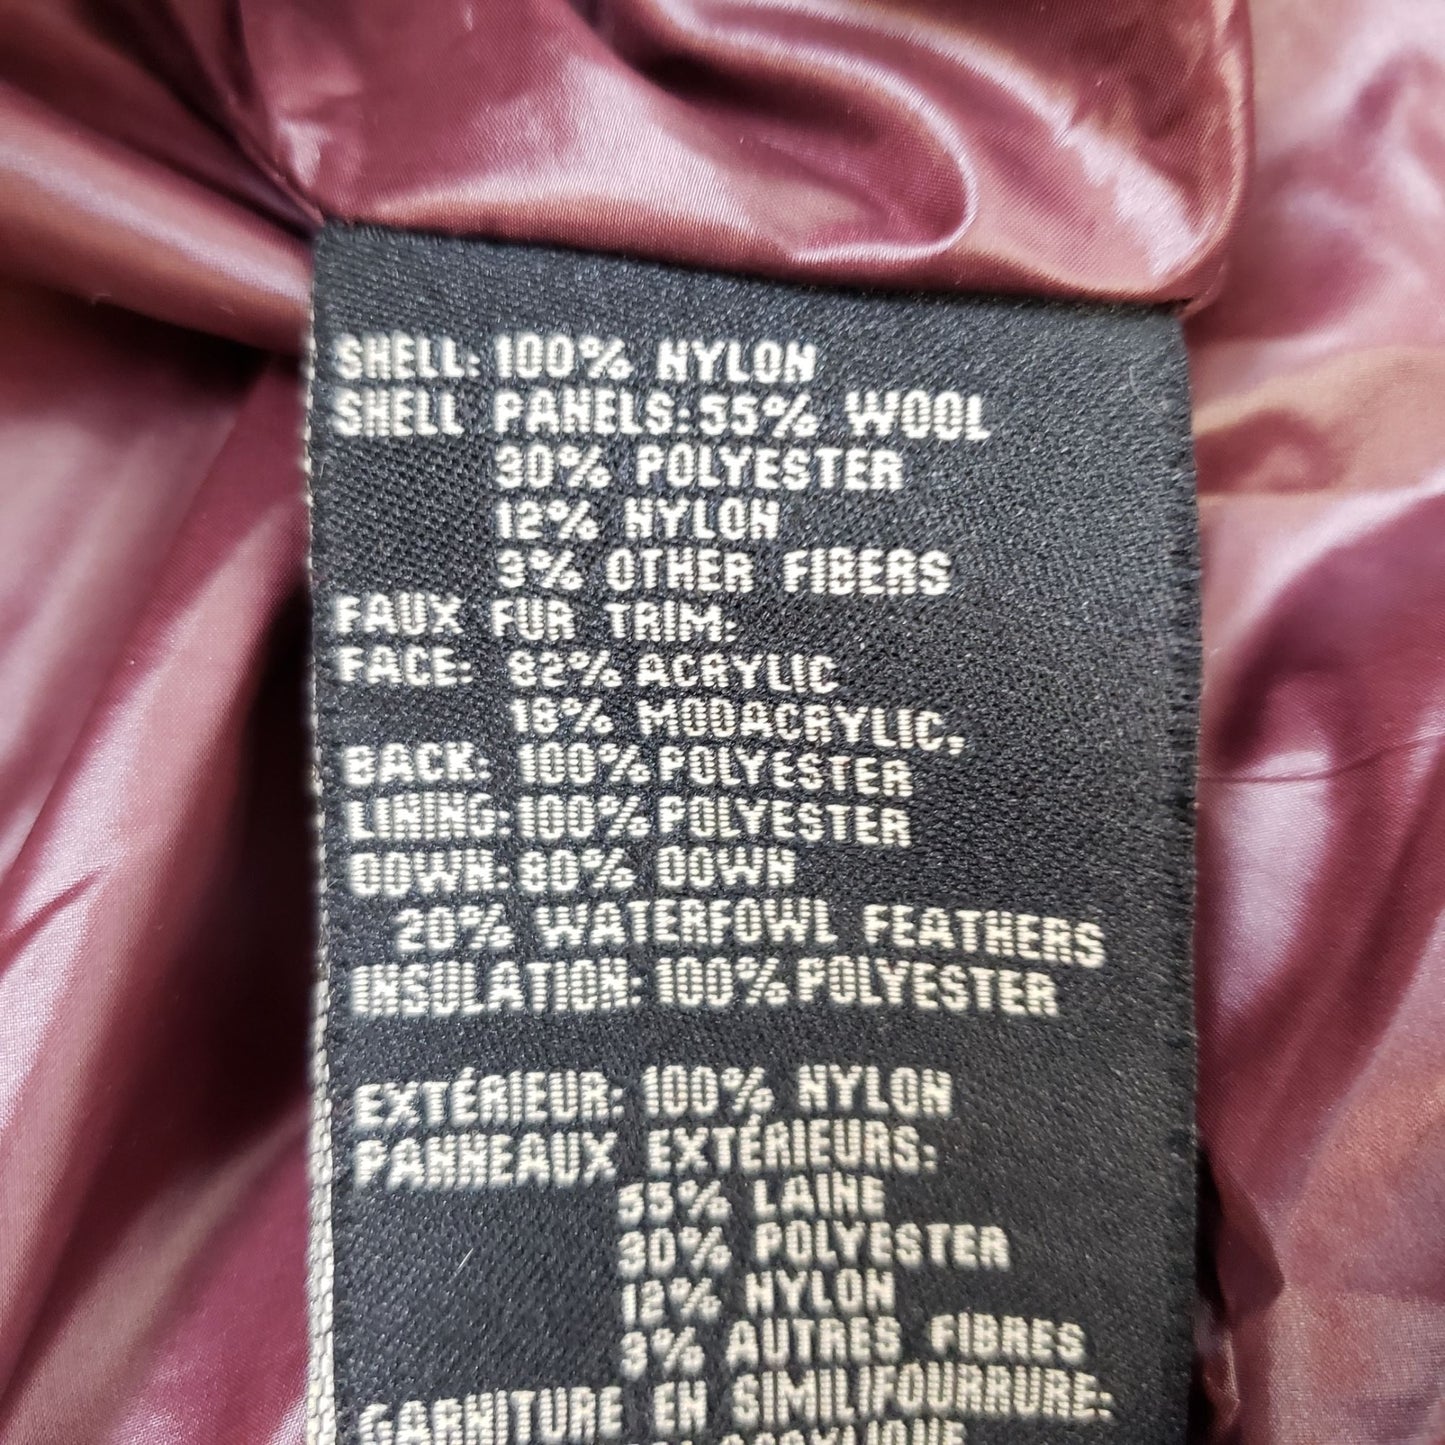 SHELL: 100% NYLON
SHELL PANELS: 55% WOOL
30% POLYESTER
12% NYLON
3% OTHER FIBERS
FAUX FUR TRIM:
FACE: 82% ACRYLIC
18% MODACRYLIC,
BACK: 100% POLYESTER
LINING: 100% POLYESTER
DOWN: 80% DOWN
20% WATERFOWL FEATHERS
INSULATION: 100% POLYESTER
EXTÉRIEUR: 100% NYLON
PANNEAUX EXTÉRIEURS:
55% LAINE
30% POLYESTER
12% NYLON
3% AUTRES FIBRES
GARNITURE EN SIMILIFOURRURE: